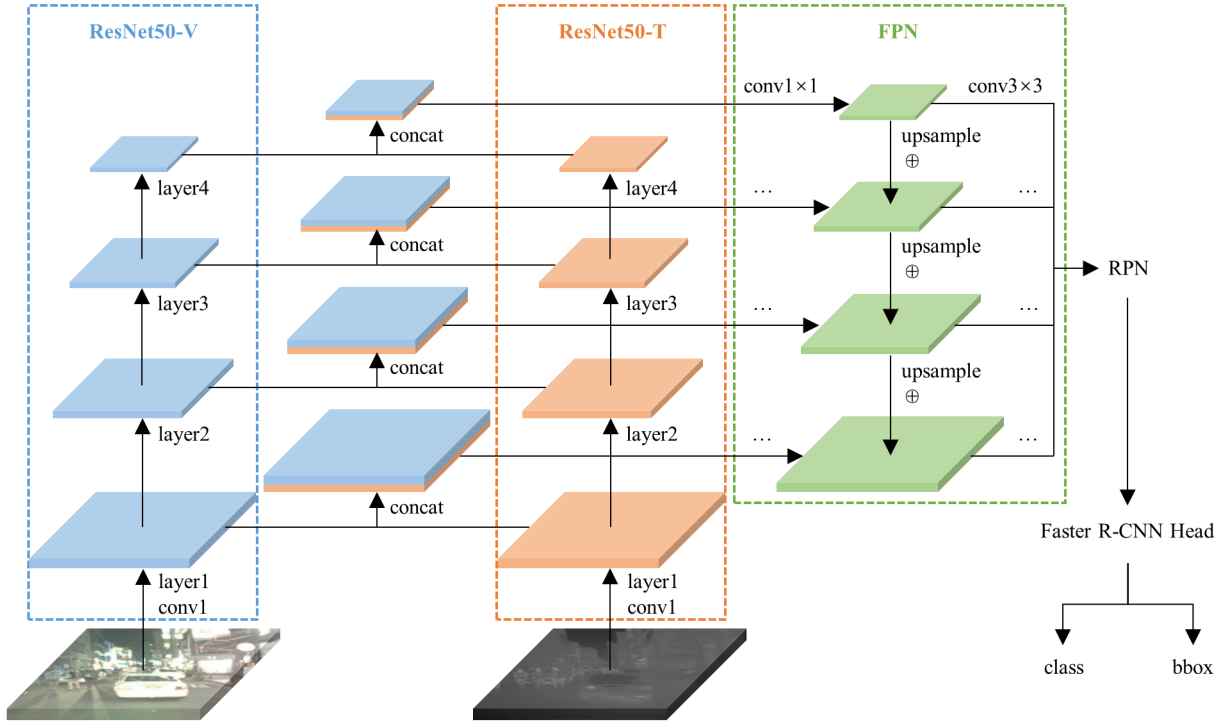 ResNet50-V
ResNet50-T
FPN
conv1×1
conv3×3
concat
upsample
⊕
layer4
layer4
…
…
concat
upsample
⊕
RPN
layer3
layer3
…
…
concat
upsample
⊕
layer2
layer2
…
…
concat
Faster R-CNN Head
layer1
conv1
layer1
conv1
class
bbox